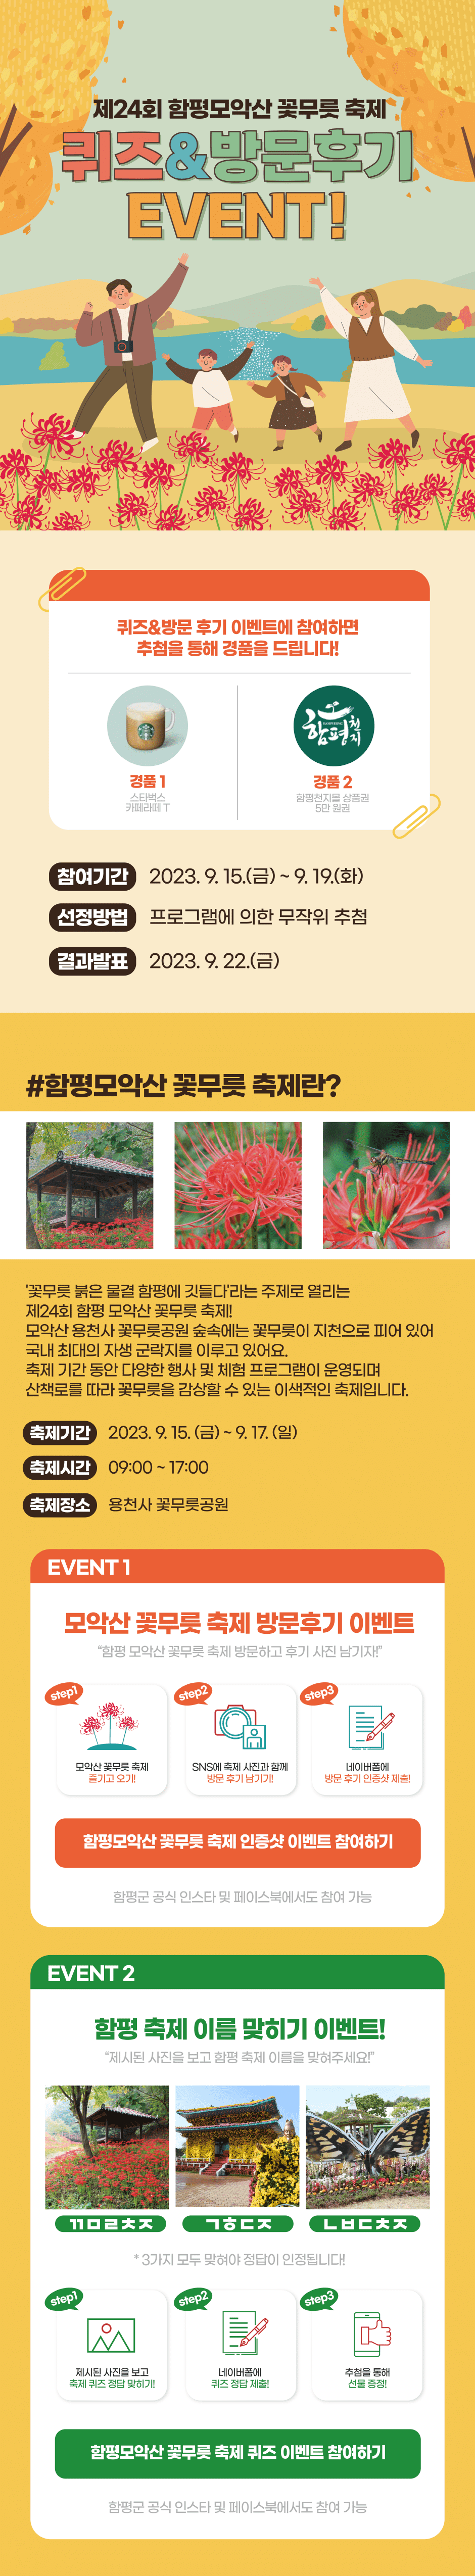 제24회 함평모악산 꽃무릇 축제
퀴즈&방문후기
EVENT!
퀴즈&방문 후기 이벤트에 참여하면
추첨을 통해 경품을 드립니다!
함평천지
경품 1
스타벅스
카페라떼 T
경품 2
함평천지몰 상품권
5만 원권
참여기간 2023. 9. 15.(금) ~ 9. 19.(화)
선정방법 프로그램에 의한 무작위 추첨
결과발표 2023. 9. 22.(금)
#함평모악산 꽃무릇 축제란?
'꽃무릇 붉은 물결 함평에 깃들다'라는 주제로 열리는
제24회 함평 모악산 꽃무릇 축제!
모악산 용천사 꽃무릇공원 숲속에는 꽃무릇이 지천으로 피어 있어
국내 최대의 자생 군락지를 이루고 있어요.
축제 기간 동안 다양한 행사 및 체험 프로그램이 운영되며
산책로를 따라 꽃무릇을 감상할 수 있는 이색적인 축제입니다.
축제기간 2023. 9. 15. (금) ~ 9. 17. (일)
축제시간 09:00 ~ 17:00
축제장소 용천사 꽃무릇공원
EVENT 1
모악산 꽃무릇 축제 방문후기 이벤트
“함평 모악산 꽃무릇 축제 방문하고 후기 사진 남기자!”
step1
모악산 꽃무릇 축제
즐기고 오기!
step2
SNS에 축제 사진과 함께
방문 후기 남기기!
step3
네이버폼에
방문 후기 인증샷 제출!
함평모악산 꽃무릇 축제 인증샷 이벤트 참여하기
함평군 공식 인스타 및 페이스북에서도 참여 가능
EVENT 2
함평 축제 이름 맞히기 이벤트!
“제시된 사진을 보고 함평 축제 이름을 맞혀주세요!”
ㄲㅁㄹㅊㅈ
ㄱㅎㄷㅈ
ㄴㅂㄷㅊㅈ
* 3가지 모두 맞혀야 정답이 인정됩니다!
step1
제시된 사진을 보고
축제 퀴즈 정답 맞히기!
step2
네이버폼에
퀴즈 정답 제출!
step3
추첨을 통해
선물 증정!
함평모악산 꽃무릇 축제 퀴즈 이벤트 참여하기
함평군 공식 인스타 및 페이스북에서도 참여 가능